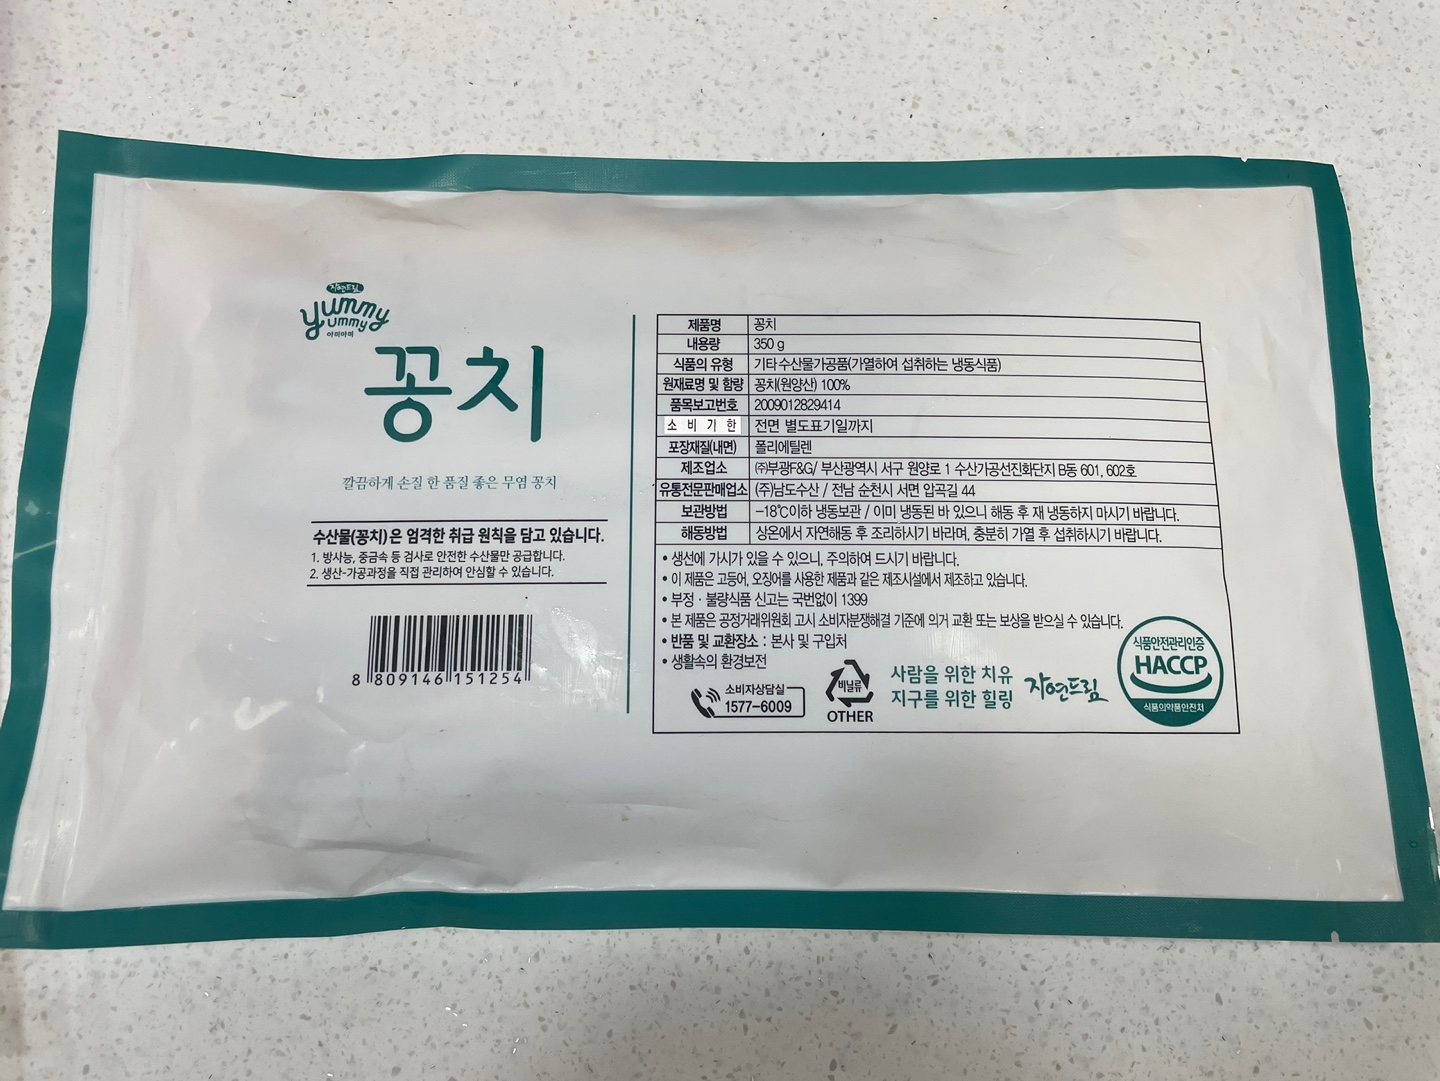 자연드림
yummy
ummy
야미야미
꽁치
깔끔하게 손질 한 품질 좋은 무염 꽁치
수산물(꽁치)은 엄격한 취급 원칙을 담고 있습니다.
1. 방사능, 중금속 등 검사로 안전한 수산물만 공급합니다.
2. 생산-가공과정을 직접 관리하여 안심할 수 있습니다.
8 809146 151254
제품명 꽁치
내용량 350 g
식품의 유형 기타 수산물가공품(가열하여 섭취하는 냉동식품)
원재료명 및 함량 꽁치(원양산) 100%
품목보고번호 2009012829414
소 비 기 한 전면 별도표기일까지
포장재질(내면) 폴리에틸렌
제조업소 ㈜부광F&G/ 부산광역시 서구 원양로 1 수산가공선진화단지 B동 601, 602호
유통전문판매업소 (주)남도수산 / 전남 순천시 서면 압곡길 44
보관방법 -18℃이하 냉동보관 / 이미 냉동된 바 있으니 해동 후 재 냉동하지 마시기 바랍니다.
해동방법 상온에서 자연해동 후 조리하시기 바라며, 충분히 가열 후 섭취하시기 바랍니다.
• 생선에 가시가 있을 수 있으니, 주의하여 드시기 바랍니다.
• 이 제품은 고등어, 오징어를 사용한 제품과 같은 제조시설에서 제조하고 있습니다.
• 부정 · 불량식품 신고는 국번없이 1399
• 본 제품은 공정거래위원회 고시 소비자분쟁해결 기준에 의거 교환 또는 보상을 받으실 수 있습니다.
• 반품 및 교환장소 : 본사 및 구입처
• 생활속의 환경보전
소비자상담실
1577-6009
비닐류
OTHER
사람을 위한 치유
지구를 위한 힐링
자연드림
식품안전관리인증
HACCP
식품의약품안전처